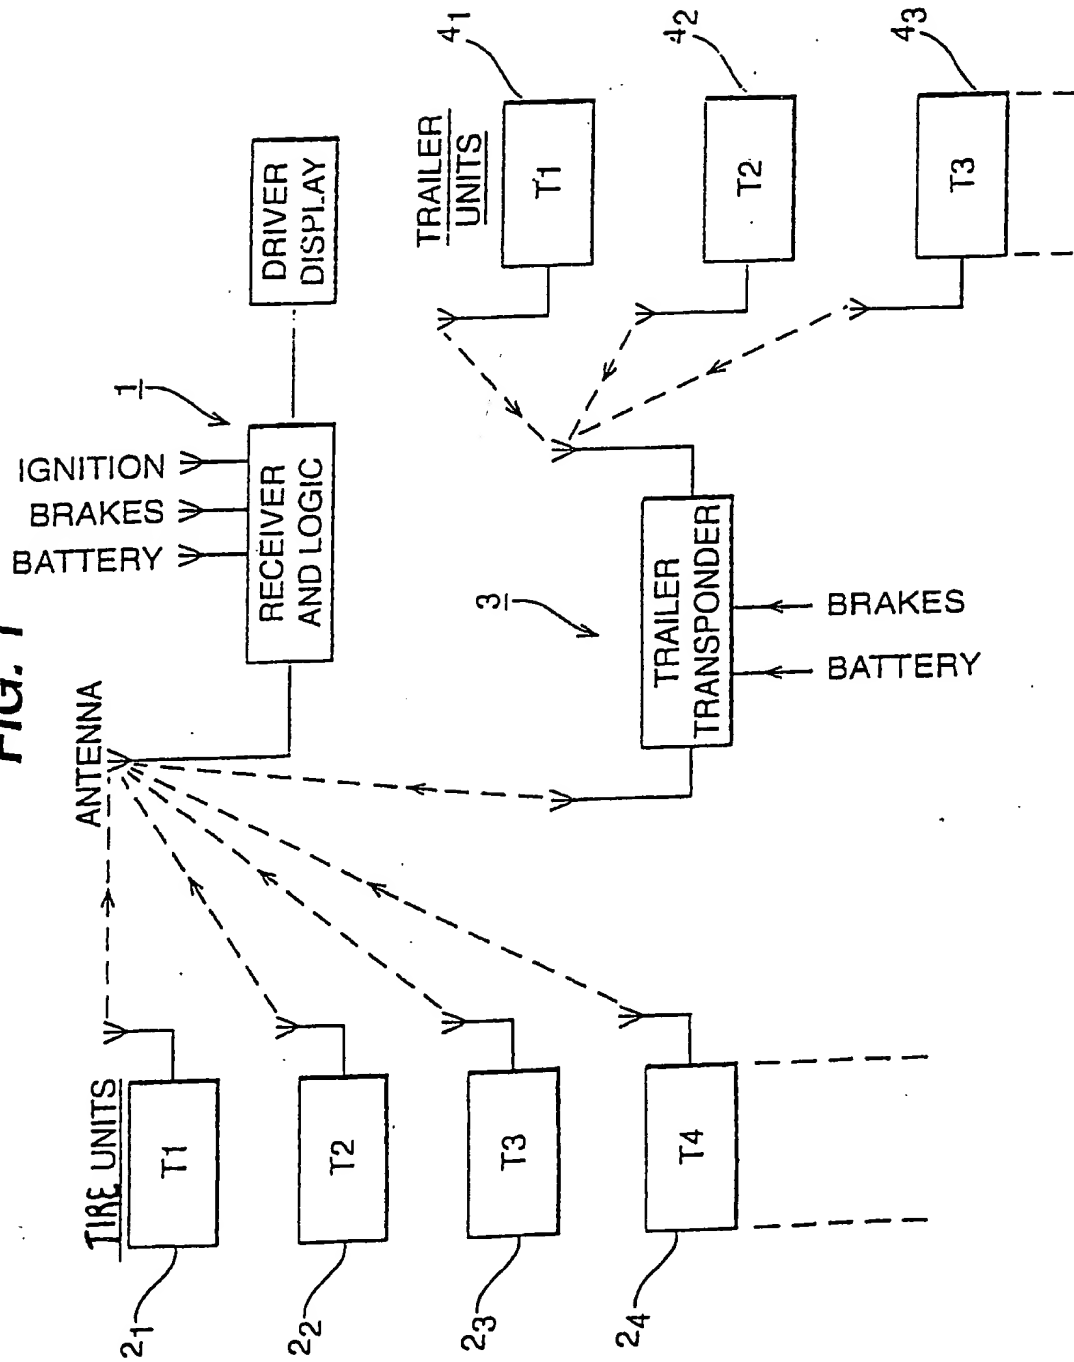 FIG. 1
TIRE UNITS
T1
T2
T3
T4
21
22
23
24
ANTENNA
IGNITION
BRAKES
BATTERY
1
RECEIVER
AND LOGIC
DRIVER
DISPLAY
3
TRAILER
TRANSPONDER
BRAKES
BATTERY
TRAILER
UNITS
T1
T2
T3
41
42
43